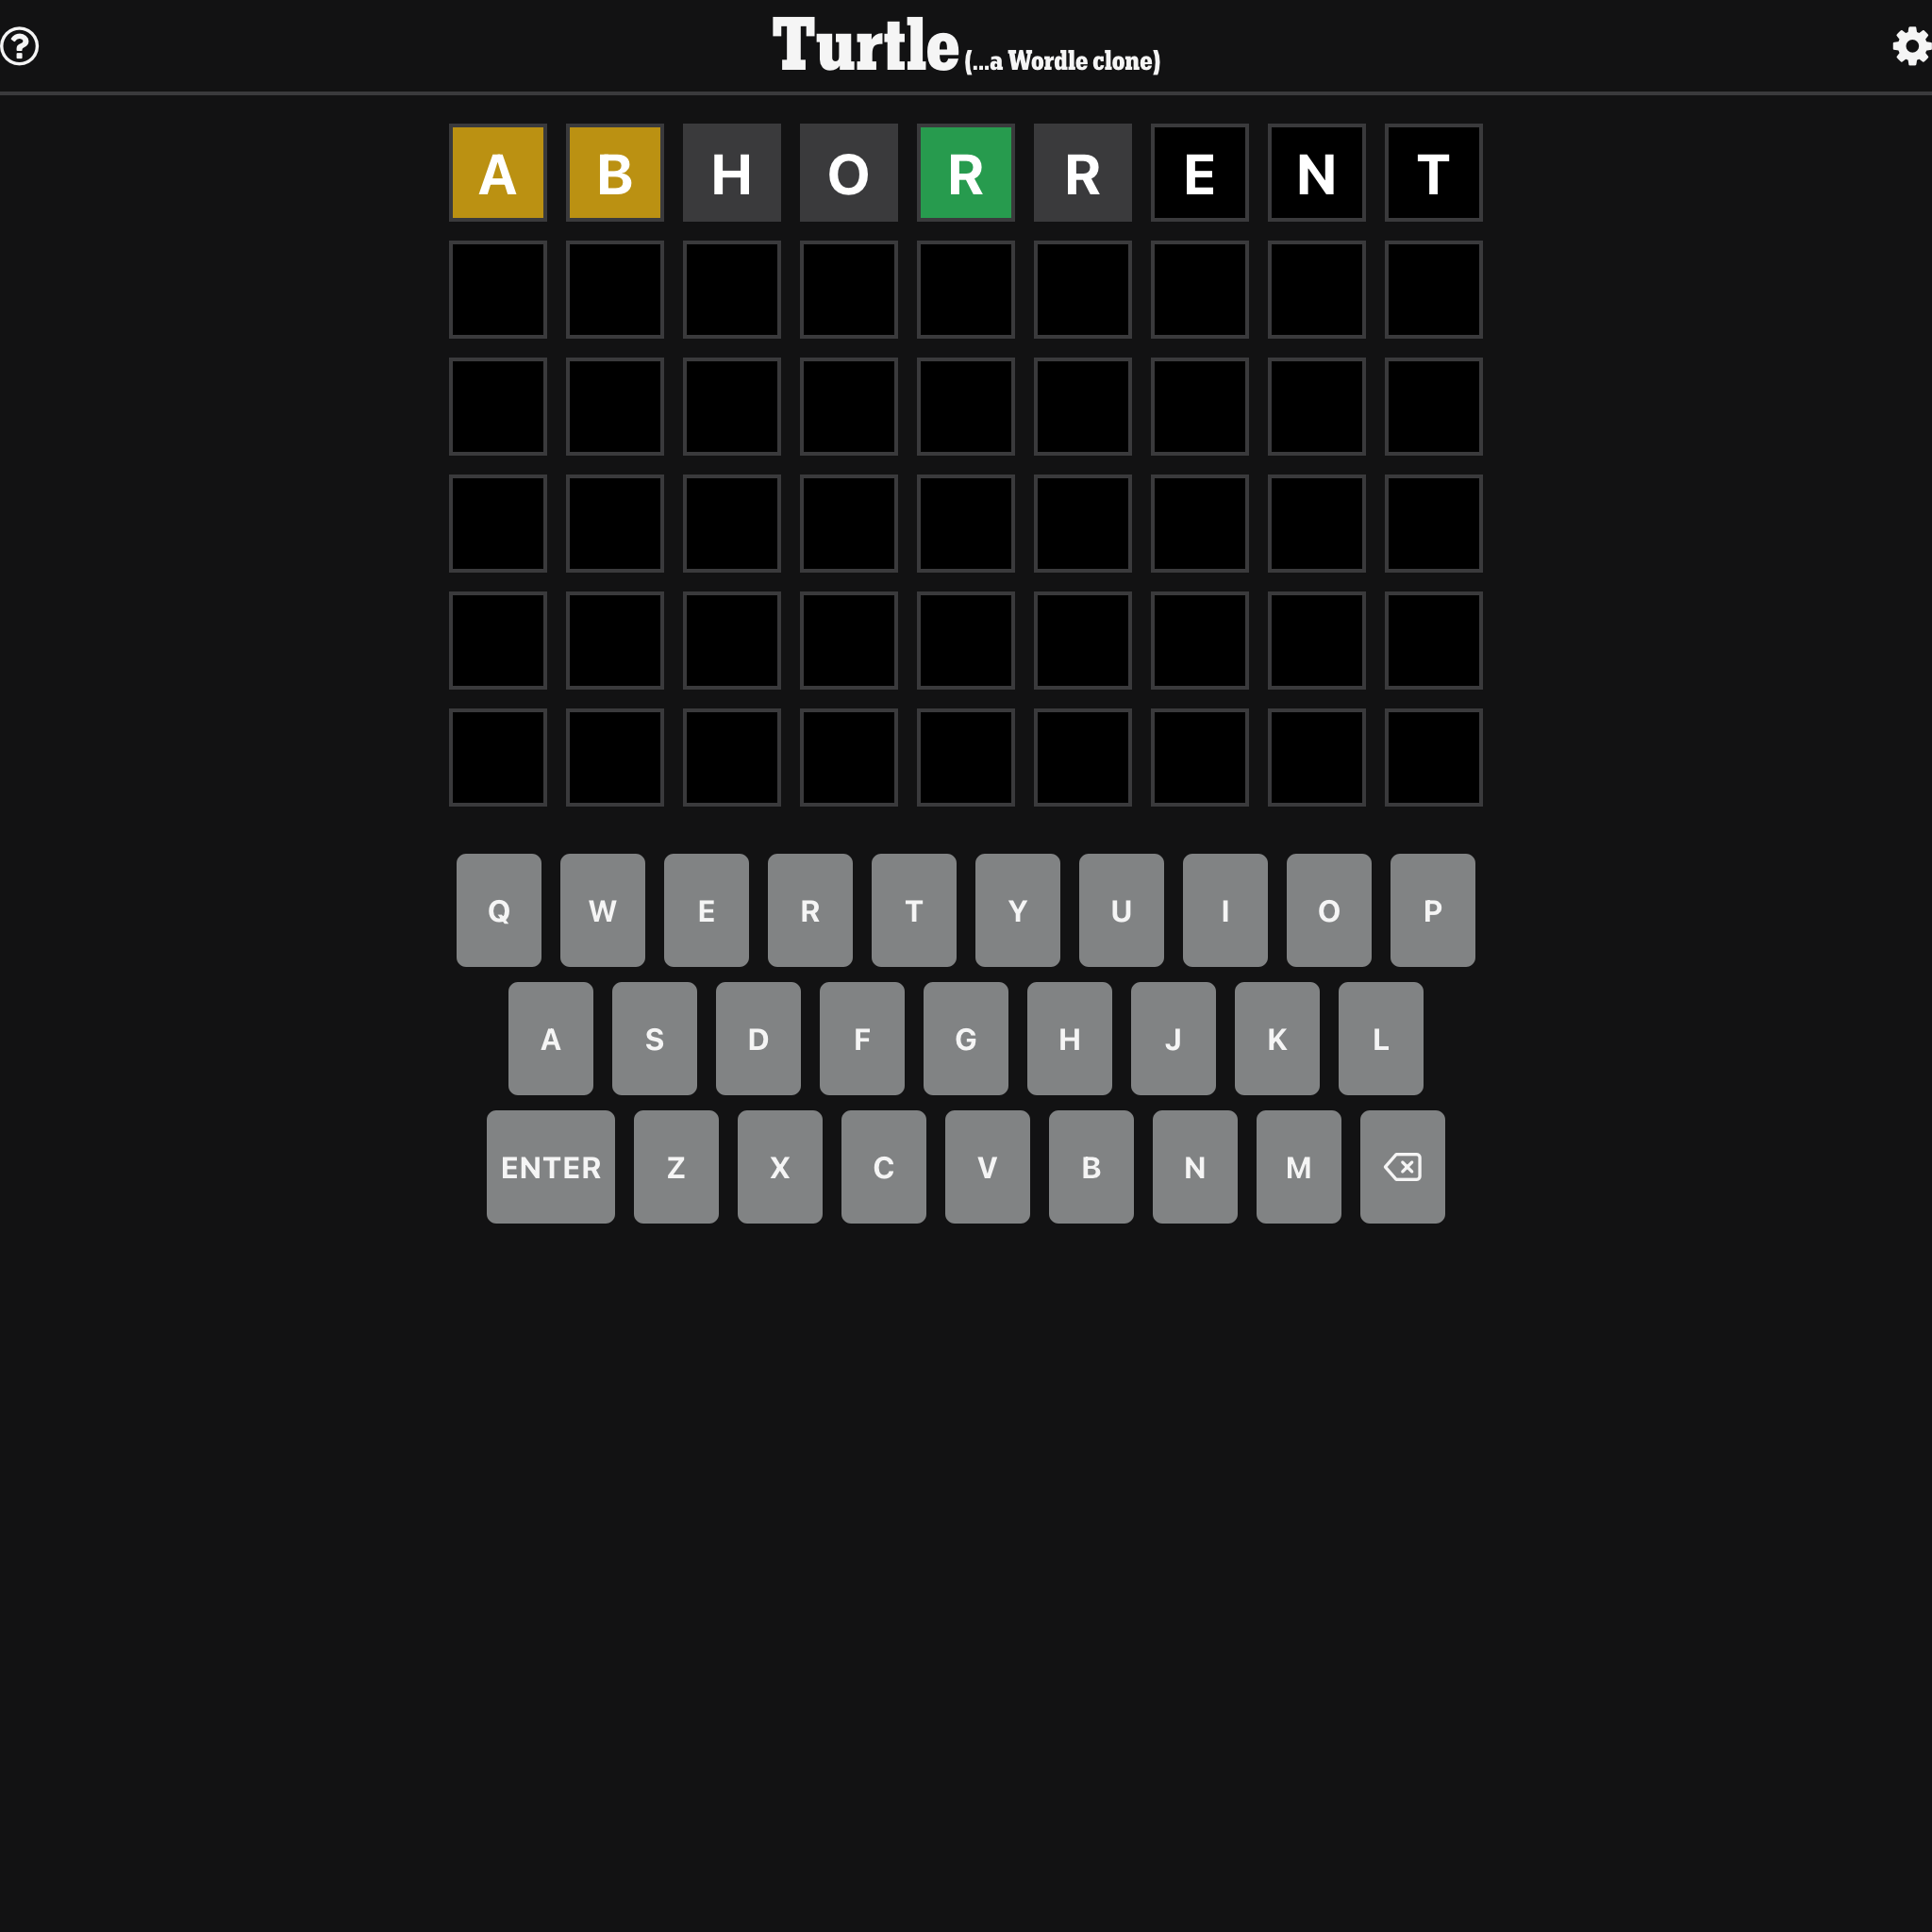 Turtle (...a Wordle clone)
A B H O R R E N T
Q W E R T Y U I O P
A S D F G H J K L
ENTER Z X C V B N M